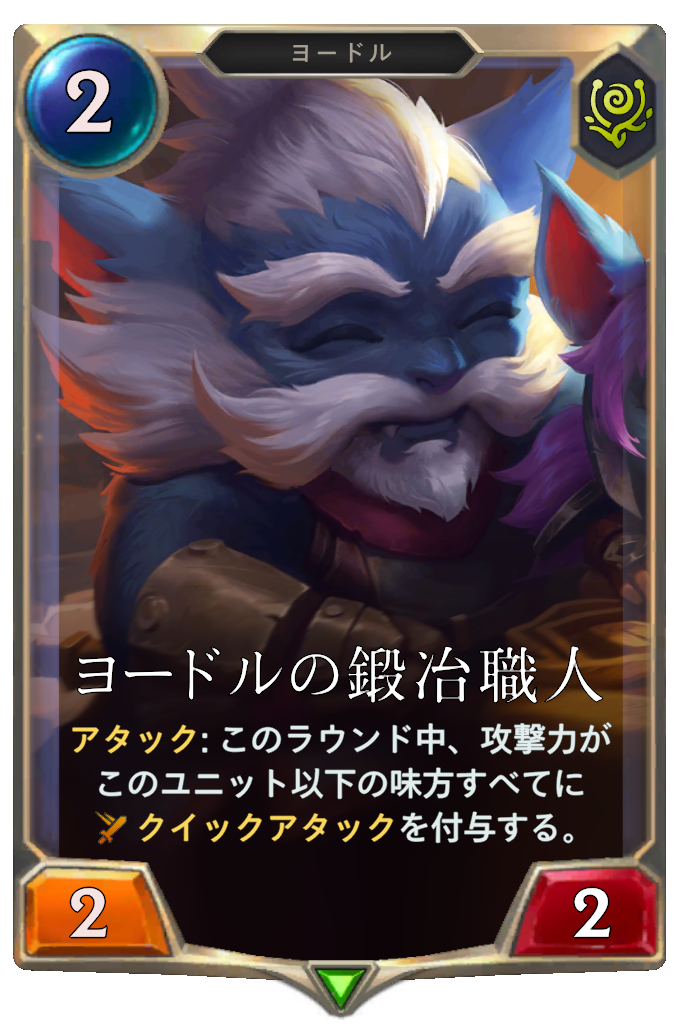 2
ヨードル
ヨードルの鍛冶職人
アタック: このラウンド中、攻撃力が
このユニット以下の味方すべてに
クイックアタックを付与する。
2
2